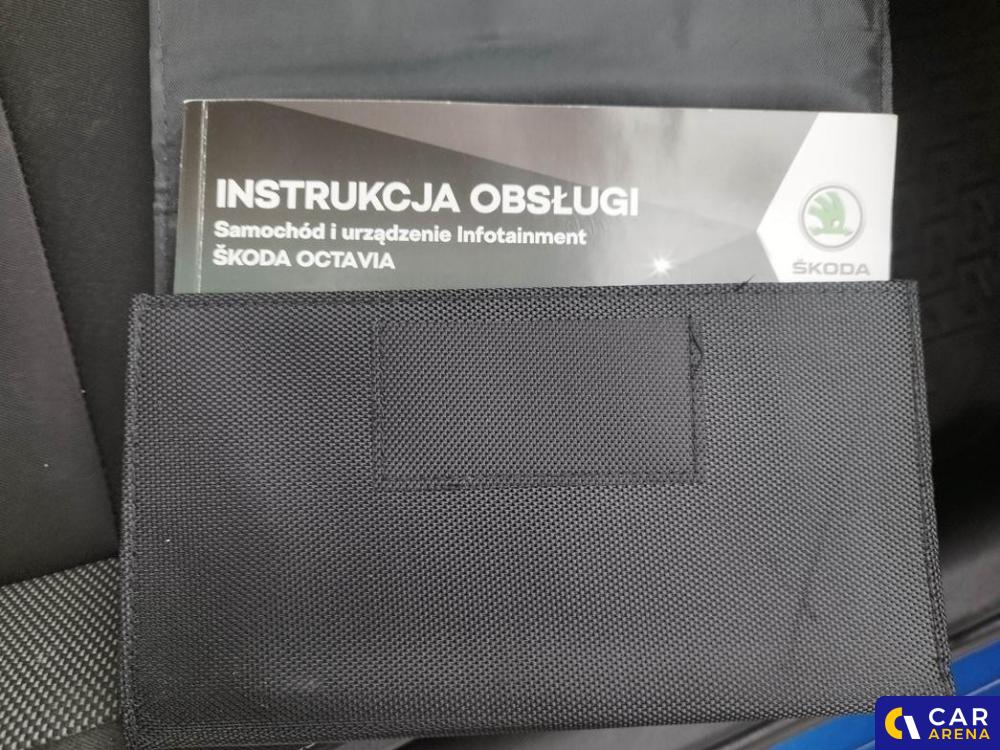 INSTRUKCJA OBSŁUGI
Samochód i urządzenie Infotainment
ŠKODA OCTAVIA
ŠKODA
CAR
ARENA